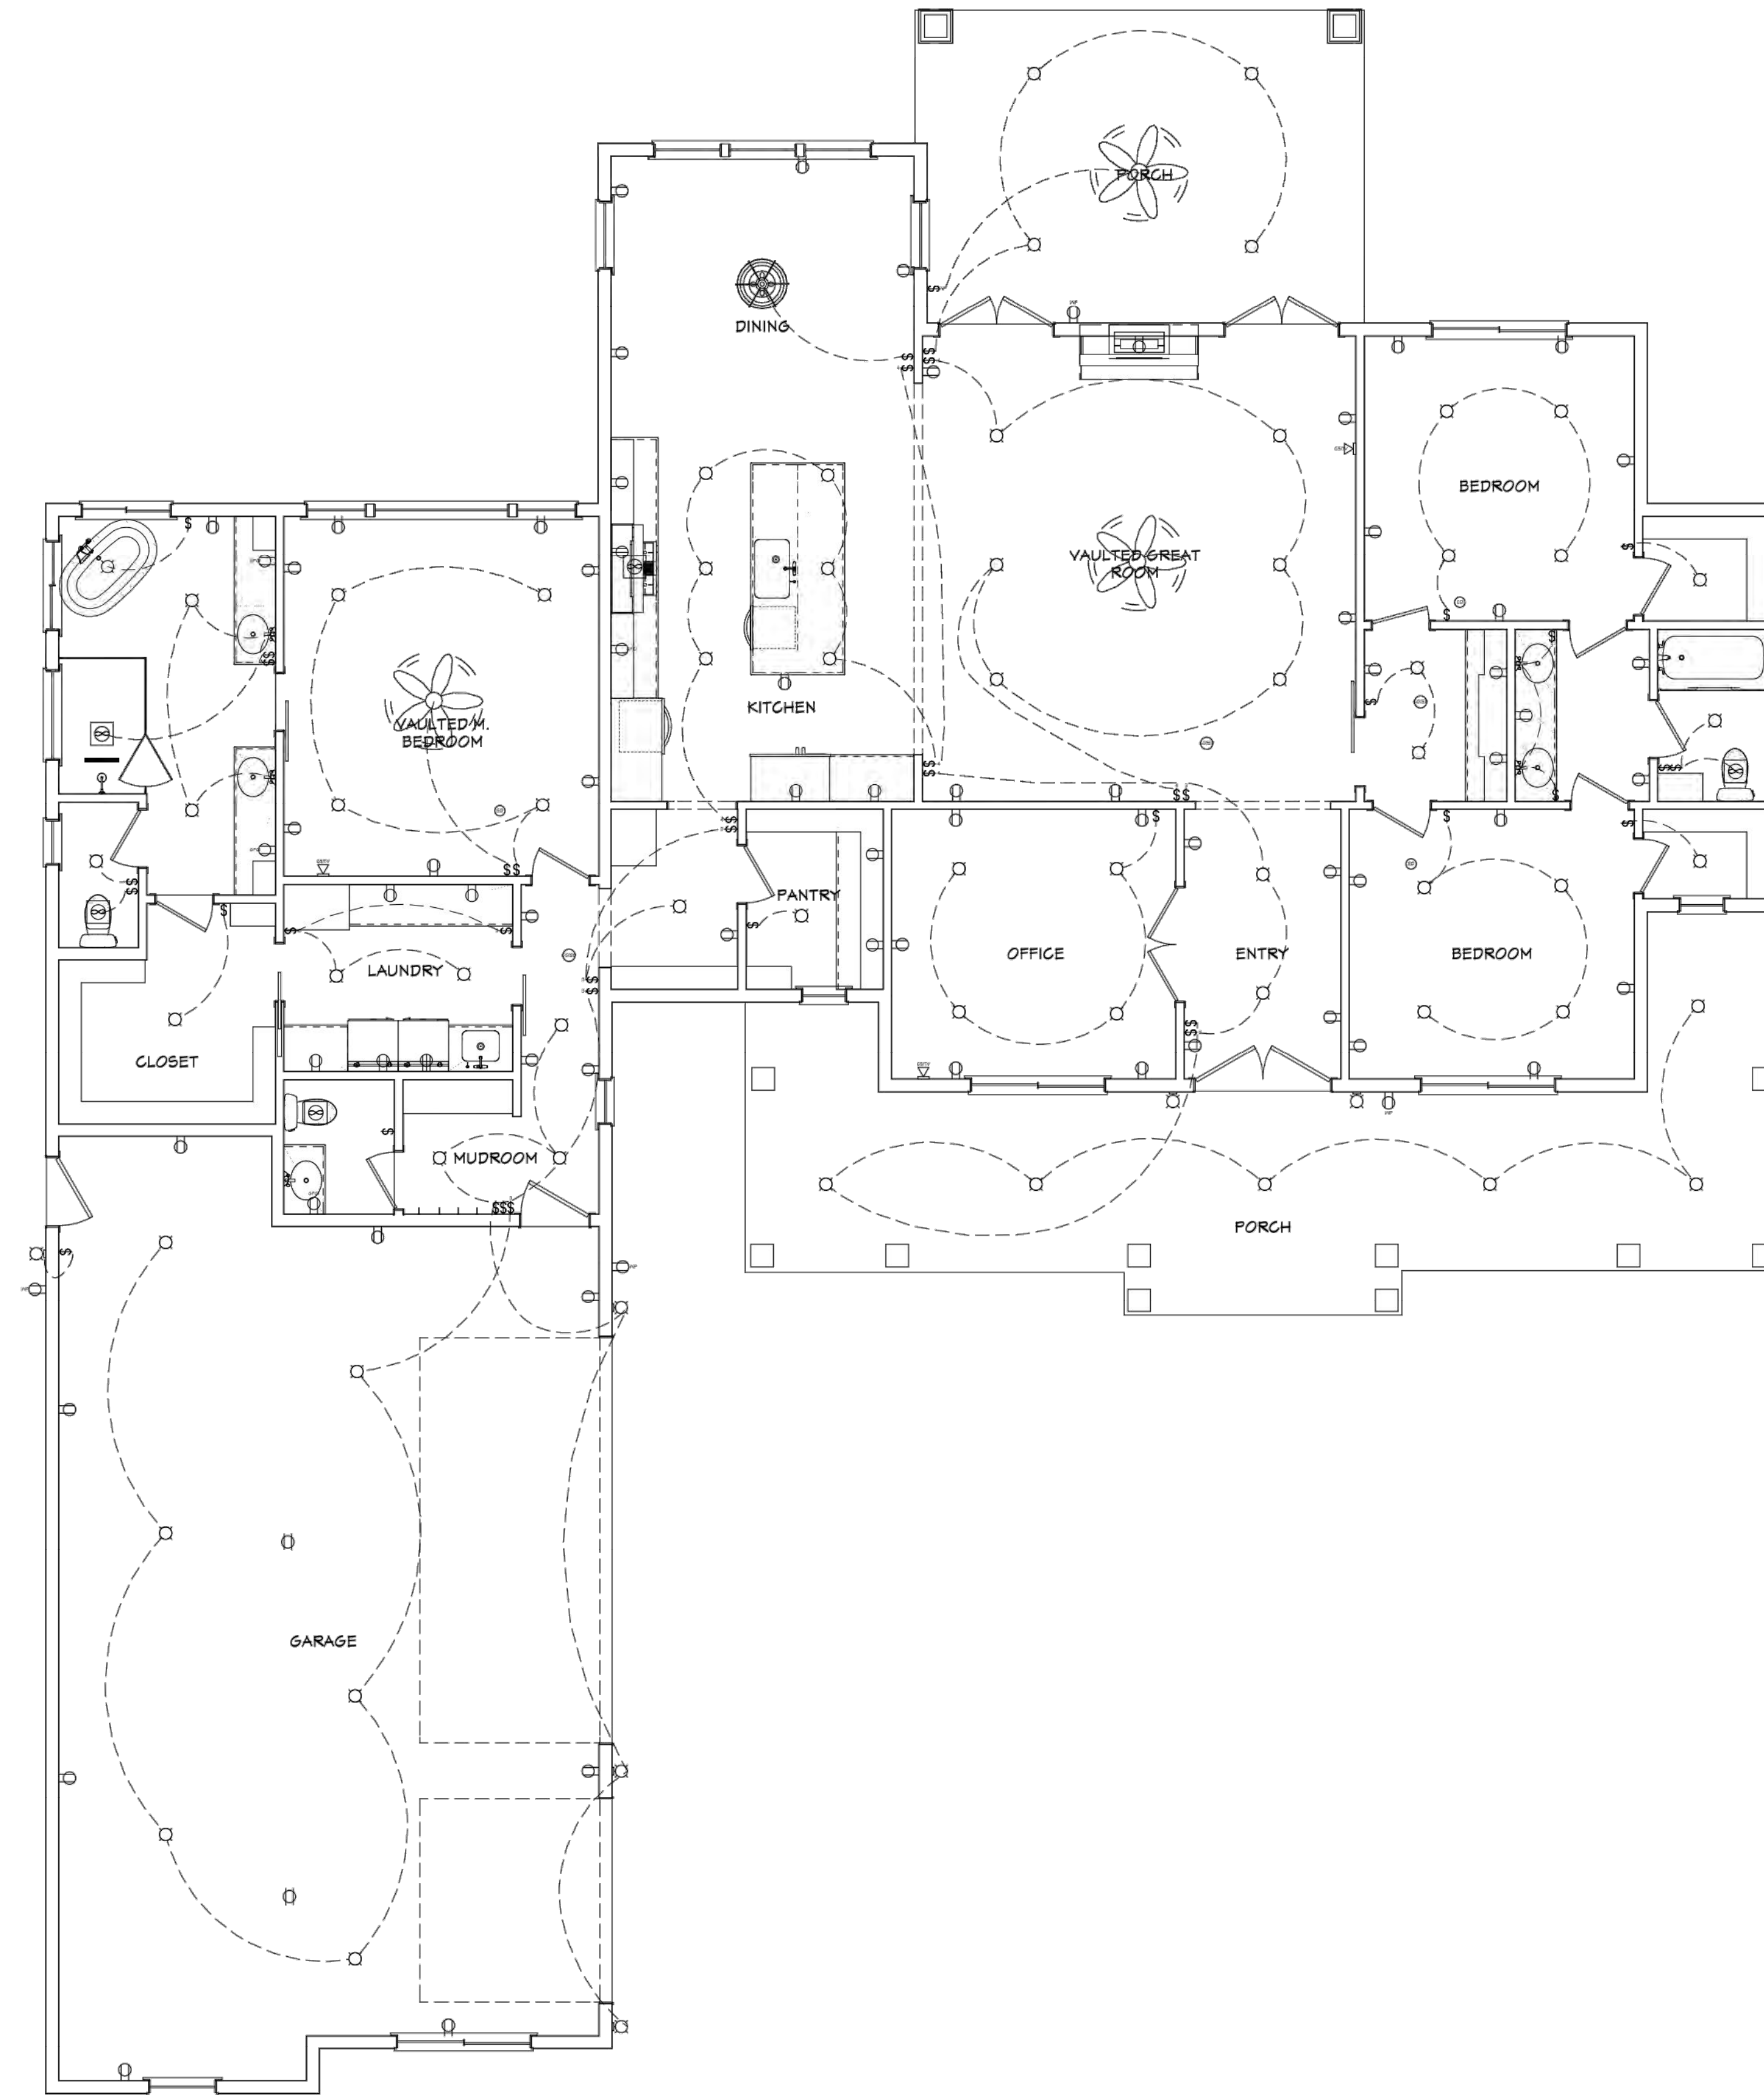 PORCH
DINING
BEDROOM
VAULTED GREAT
ROOM
KITCHEN
VAULTED M.
BEDROOM
PANTRY
OFFICE
ENTRY
BEDROOM
LAUNDRY
CLOSET
MUDROOM
PORCH
GARAGE